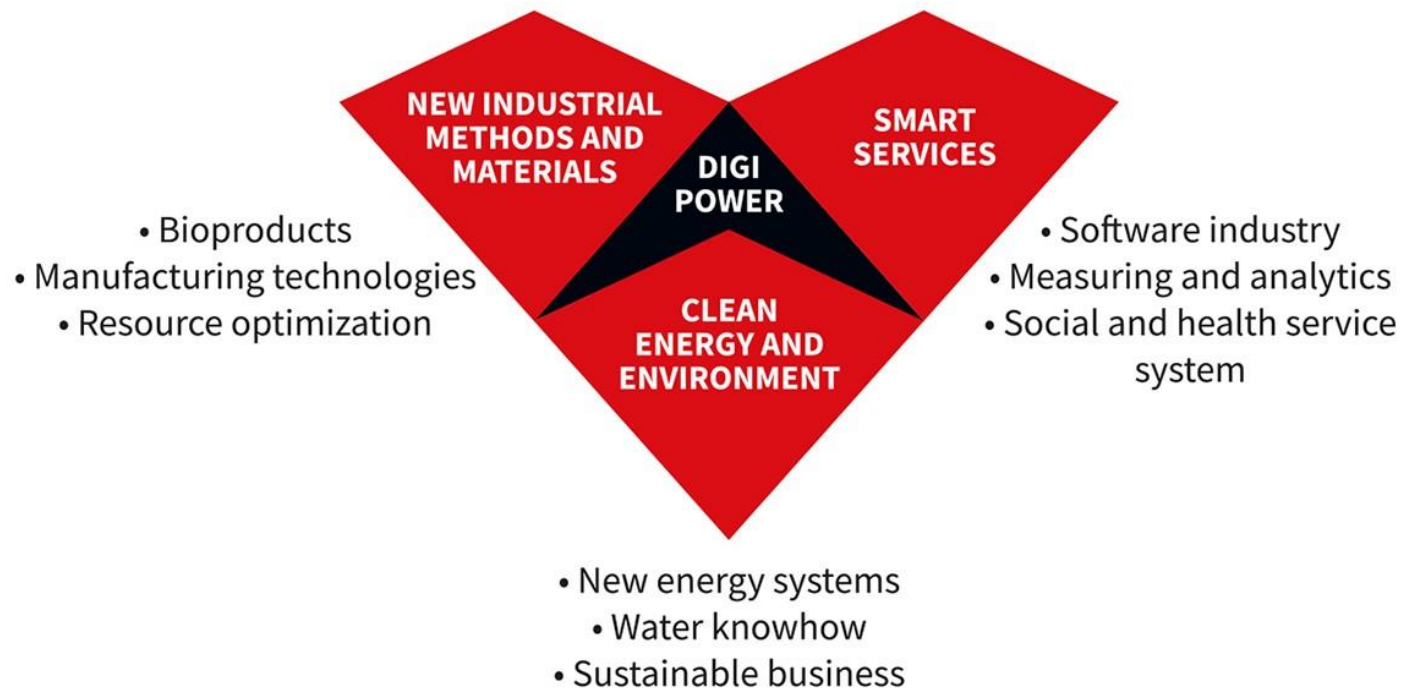 NEW INDUSTRIAL
METHODS AND
MATERIALS
SMART
SERVICES
DIGI
POWER
• Bioproducts
• Manufacturing technologies
• Resource optimization
• Software industry
• Measuring and analytics
• Social and health service
system
CLEAN
ENERGY AND
ENVIRONMENT
• New energy systems
• Water knowhow
• Sustainable business